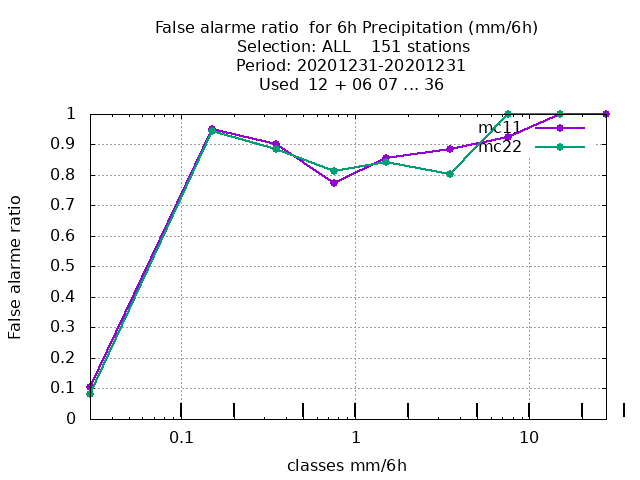 False alarme ratio  for 6h Precipitation (mm/6h)
Selection: ALL    151 stations
Period: 20201231-20201231
Used  12 + 06 07 ... 36
1
0.9
0.8
0.7
0.6
0.5
0.4
0.3
0.2
0.1
0
False alarme ratio
mc11
mc22
0.1
1
10
classes mm/6h